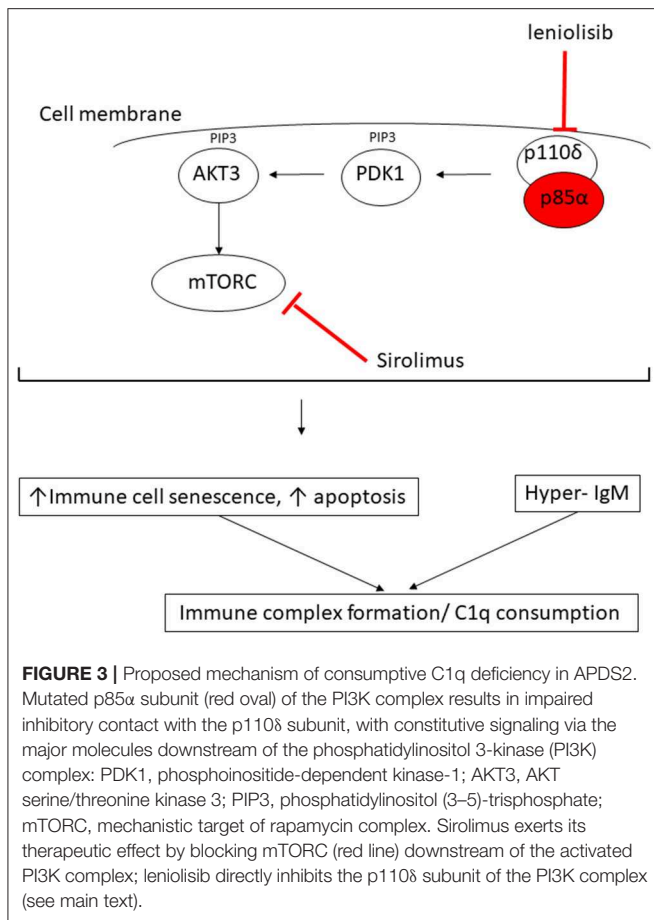 leniolisib
Cell membrane
PIP3
PIP3
p110δ
AKT3
PDK1
p85α
mTORC
Sirolimus
↑Immune cell senescence, ↑ apoptosis
Hyper- IgM
Immune complex formation/ C1q consumption
FIGURE 3 | Proposed mechanism of consumptive C1q deficiency in APDS2.
Mutated p85α subunit (red oval) of the PI3K complex results in impaired
inhibitory contact with the p110δ subunit, with constitutive signaling via the
major molecules downstream of the phosphatidylinositol 3-kinase (PI3K)
complex: PDK1, phosphoinositide-dependent kinase-1; AKT3, AKT
serine/threonine kinase 3; PIP3, phosphatidylinositol (3–5)-trisphosphate;
mTORC, mechanistic target of rapamycin complex. Sirolimus exerts its
therapeutic effect by blocking mTORC (red line) downstream of the activated
PI3K complex; leniolisib directly inhibits the p110δ subunit of the PI3K complex
(see main text).